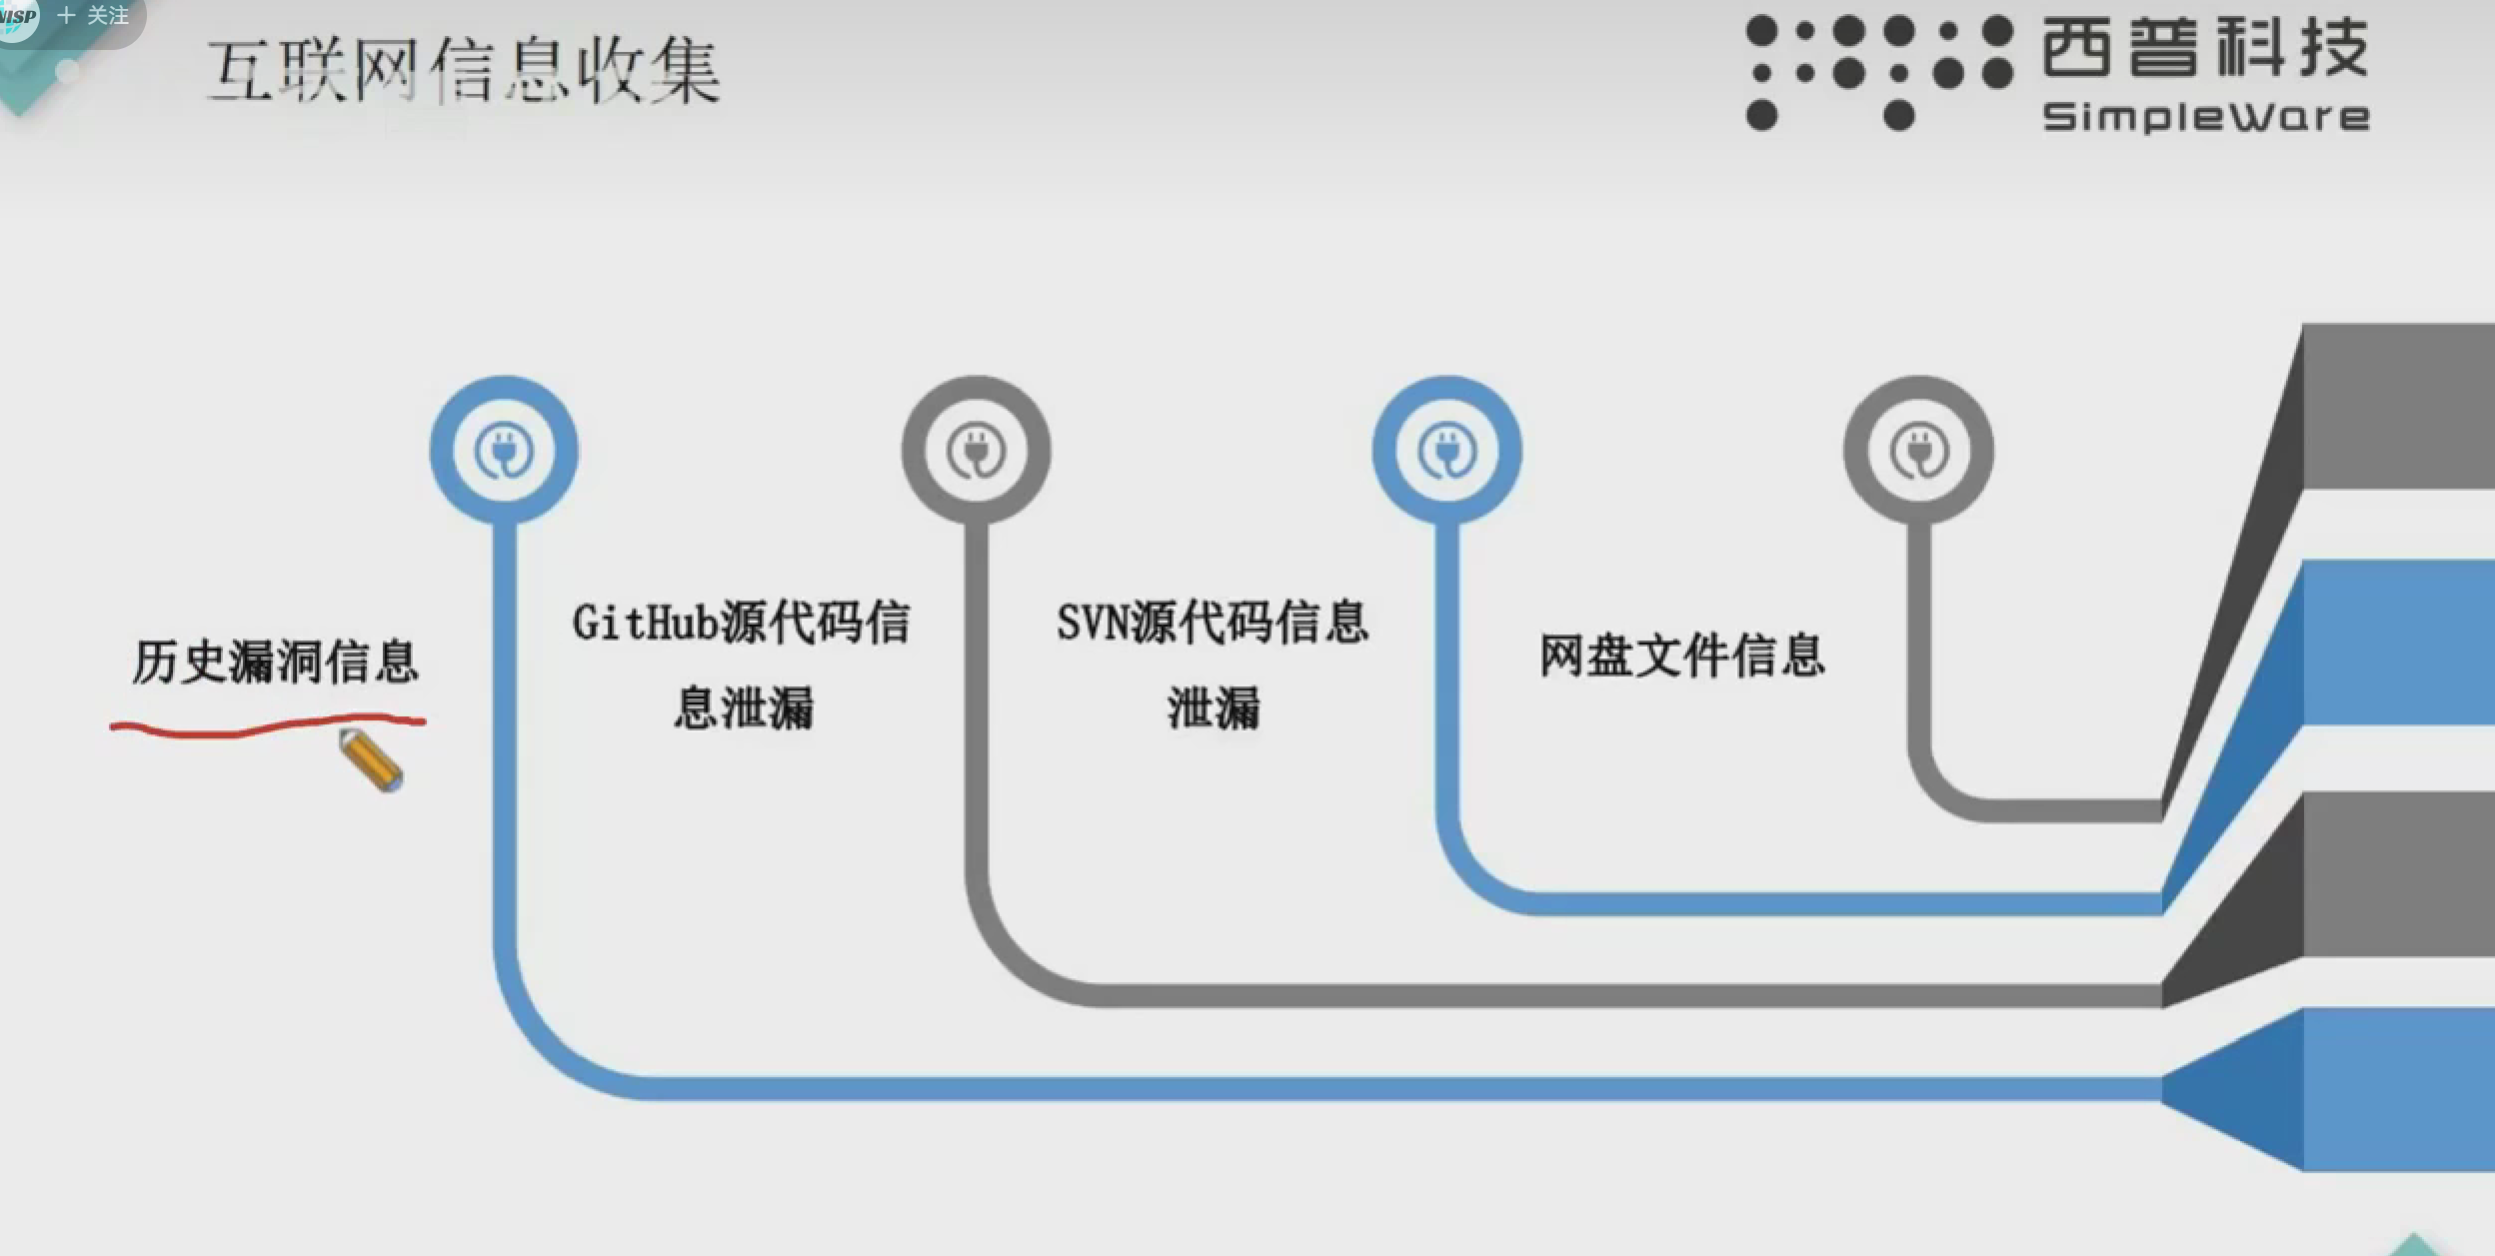 NISP
+ 关注
互联网信息收集
西普科技
SimpleWare
历史漏洞信息
GitHub源代码信
息泄漏
SVN源代码信息
泄漏
网盘文件信息